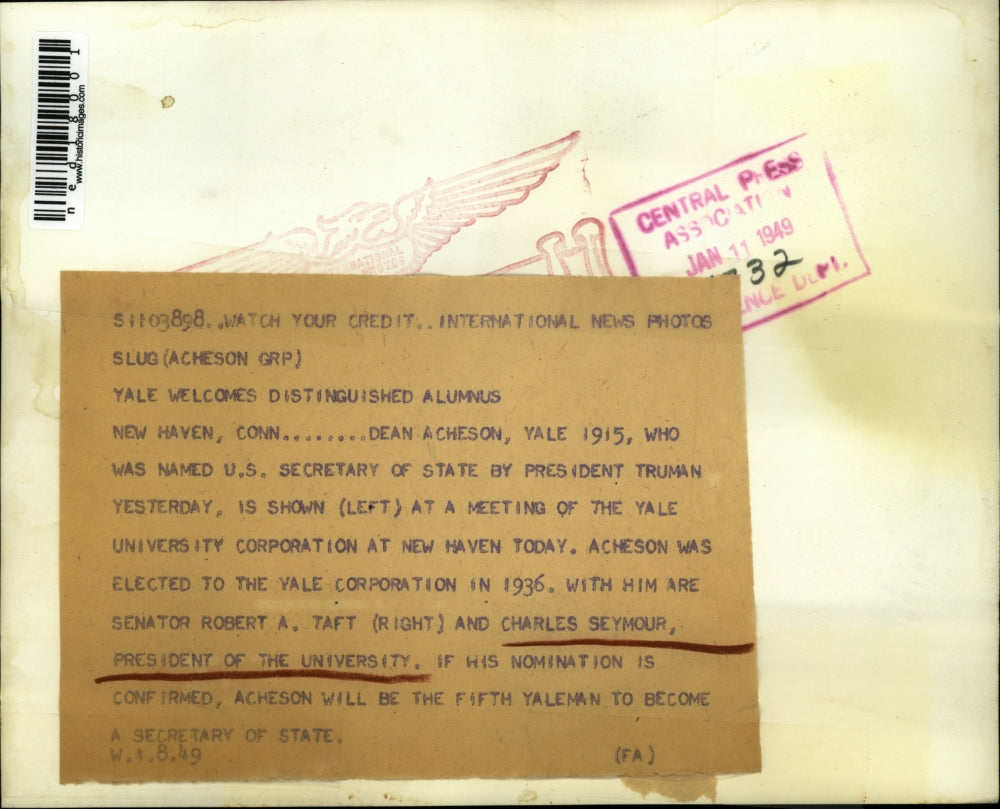 ned18001
www.historicimages.com
INTERNATIONAL
PHOTOS
CENTRAL PRESS
ASSOCIATION
JAN 11 1949
32
S1103898..WATCH YOUR CREDIT..INTERNATIONAL NEWS PHOTOS
SLUG (ACHESON GRP)
YALE WELCOMES DISTINGUISHED ALUMNUS
NEW HAVEN, CONN........DEAN ACHESON, YALE 1915, WHO
WAS NAMED U.S. SECRETARY OF STATE BY PRESIDENT TRUMAN
YESTERDAY, IS SHOWN (LEFT) AT A MEETING OF THE YALE
UNIVERSITY CORPORATION AT NEW HAVEN TODAY. ACHESON WAS
ELECTED TO THE YALE CORPORATION IN 1936. WITH HIM ARE
SENATOR ROBERT A. TAFT (RIGHT) AND CHARLES SEYMOUR,
PRESIDENT OF THE UNIVERSITY. IF HIS NOMINATION IS
CONFIRMED, ACHESON WILL BE THE FIFTH YALEMAN TO BECOME
A SECRETARY OF STATE.
W.1.8.49 (FA)